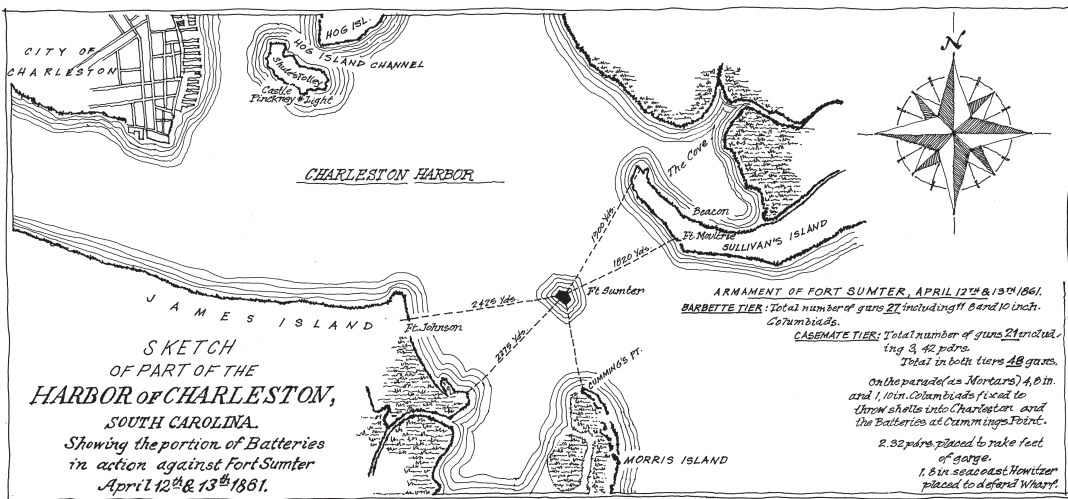 CITY OF
CHARLESTON
HOG ISL.
HOG ISLAND CHANNEL
Shute's Folley
Castle
Pinckney Light
CHARLESTON HARBOR
The Cove
Beacon
Ft. Moultrie
SULLIVAN'S ISLAND
N
1820 Yds.
2425 Yds.
Ft Sumter
JAMES ISLAND
Ft. Johnson
CUMMING'S PT.
MORRIS ISLAND
SKETCH
OF PART OF THE
HARBOR OF CHARLESTON,
SOUTH CAROLINA.
Showing the portion of Batteries
in action against Fort Sumter
April 12th & 13th 1861.
ARMAMENT OF FORT SUMTER, APRIL 12TH & 13TH 1861.
BARBETTE TIER: Total number of guns 27 including 11 8 and 10 inch.
Columbiads.
CASEMATE TIER: Total number of guns 21 includ-
ing 3, 42 pdrs.
Total in both tiers 48 guns.
On the parade (as Mortars) 4, 8 in.
and 1, 10 in. Columbiads fixed to
throw shells into Charleston and
the Batteries at Cummings Point.
2.32 pdrs. placed to rake feet
of gorge.
1. 8 in. seacoast Howitzer
placed to defend Wharf.